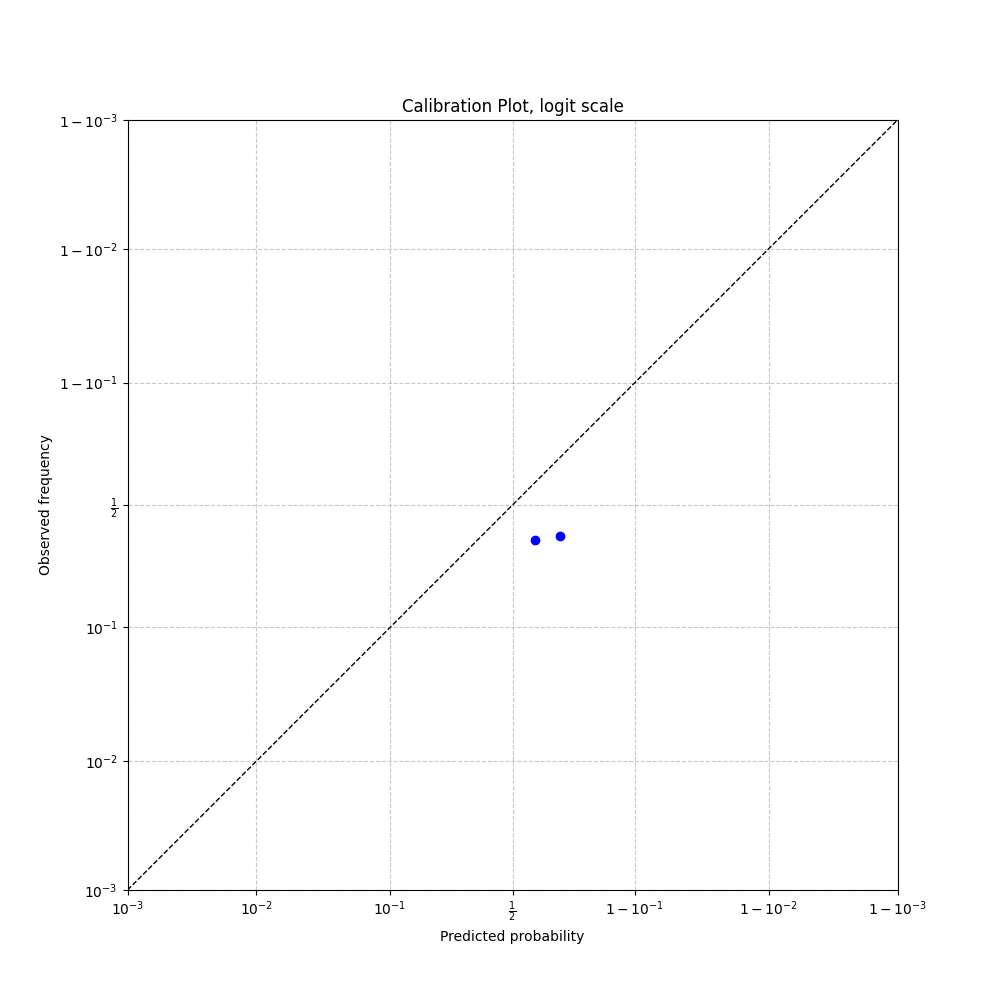 Calibration Plot, logit scale
1 − 10⁻³
1 − 10⁻²
1 − 10⁻¹
1/2
10⁻¹
10⁻²
10⁻³
Observed frequency
10⁻³ 10⁻² 10⁻¹ 1/2 1 − 10⁻¹ 1 − 10⁻² 1 − 10⁻³
Predicted probability